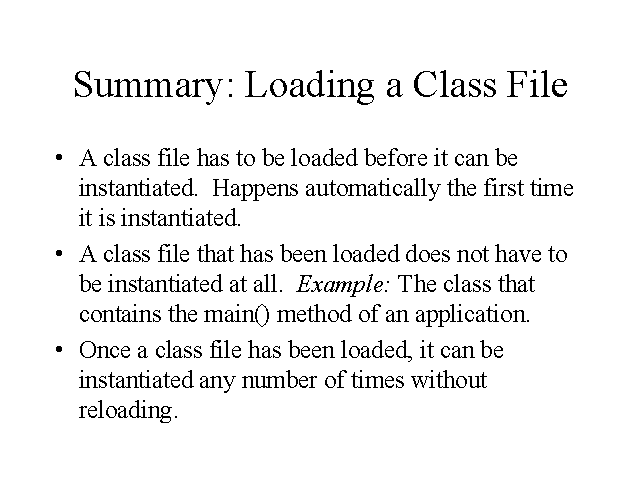 Summary: Loading a Class File
• A class file has to be loaded before it can be
instantiated.  Happens automatically the first time
it is instantiated.
• A class file that has been loaded does not have to
be instantiated at all.  Example: The class that
contains the main() method of an application.
• Once a class file has been loaded, it can be
instantiated any number of times without
reloading.